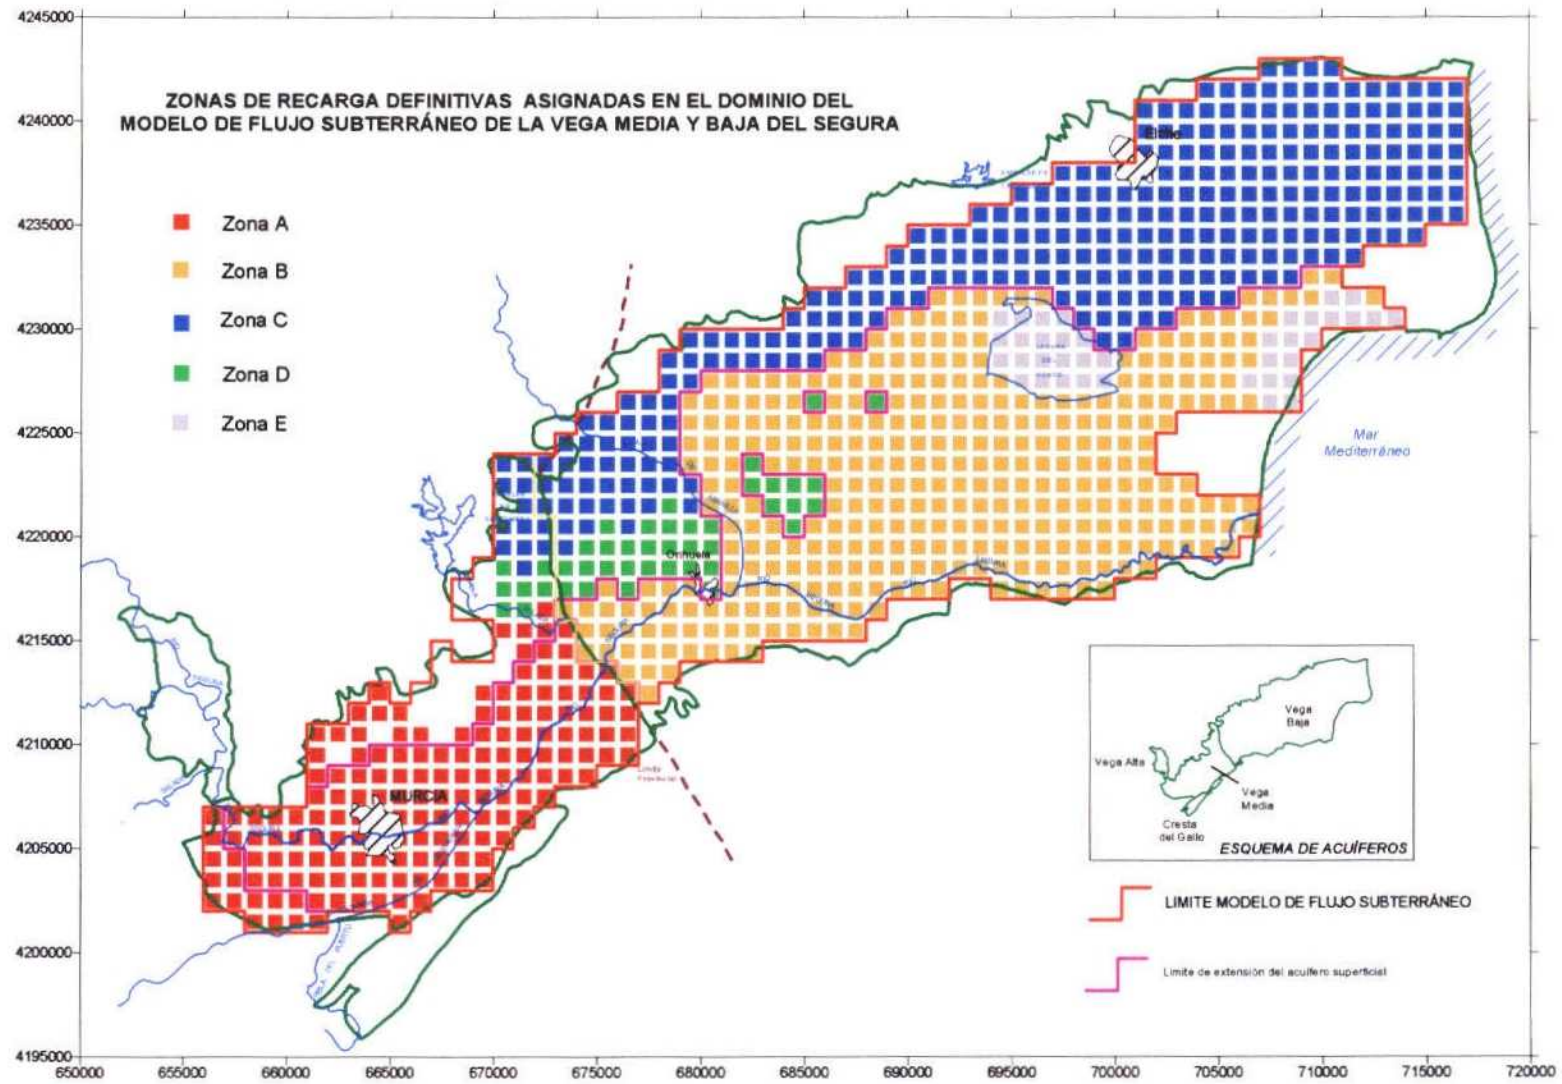 ZONAS DE RECARGA DEFINITIVAS ASIGNADAS EN EL DOMINIO DEL
MODELO DE FLUJO SUBTERRÁNEO DE LA VEGA MEDIA Y BAJA DEL SEGURA
Zona A
Zona B
Zona C
Zona D
Zona E
4245000
4240000
4235000
4230000
4225000
4220000
4215000
4210000
4205000
4200000
4195000
Elche
Mar
Mediterráneo
Orihuela
MURCIA
Límite
Provincial
RIO
SEGURA
Vega
Baja
Vega Alta
Vega
Media
Cresta
del Gallo
ESQUEMA DE ACUÍFEROS
LIMITE MODELO DE FLUJO SUBTERRÁNEO
Limite de extensión del acuífero superficial
650000
655000
660000
665000
670000
675000
680000
685000
690000
695000
700000
705000
710000
715000
720000